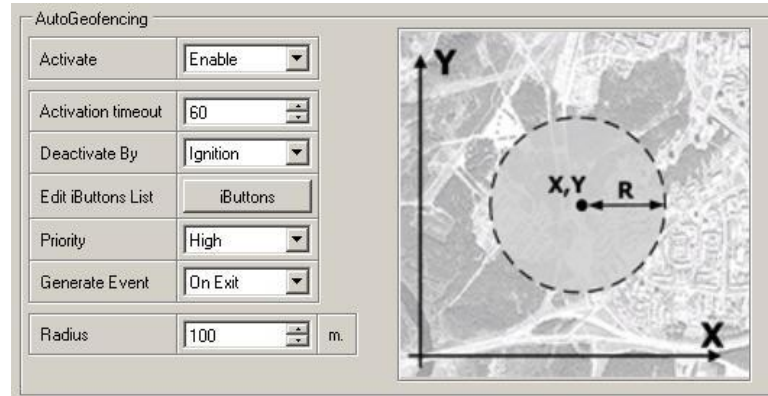 AutoGeofencing
Activate Enable
Activation timeout 60
Deactivate By Ignition
Edit iButtons List iButtons
Priority High
Generate Event On Exit
Radius 100 m.
Y
X,Y R
X